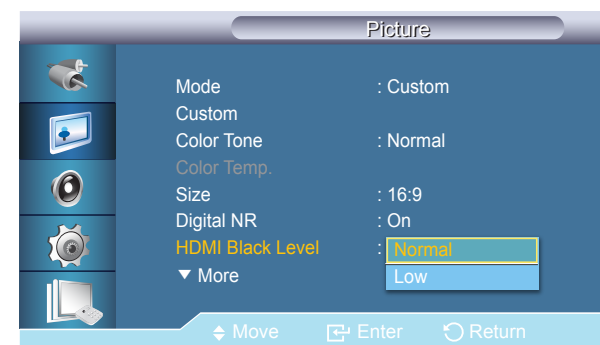 Picture
Mode : Custom
Custom
Color Tone : Normal
Color Temp.
Size : 16:9
Digital NR : On
HDMI Black Level : Normal
▼ More Low
Move Enter Return